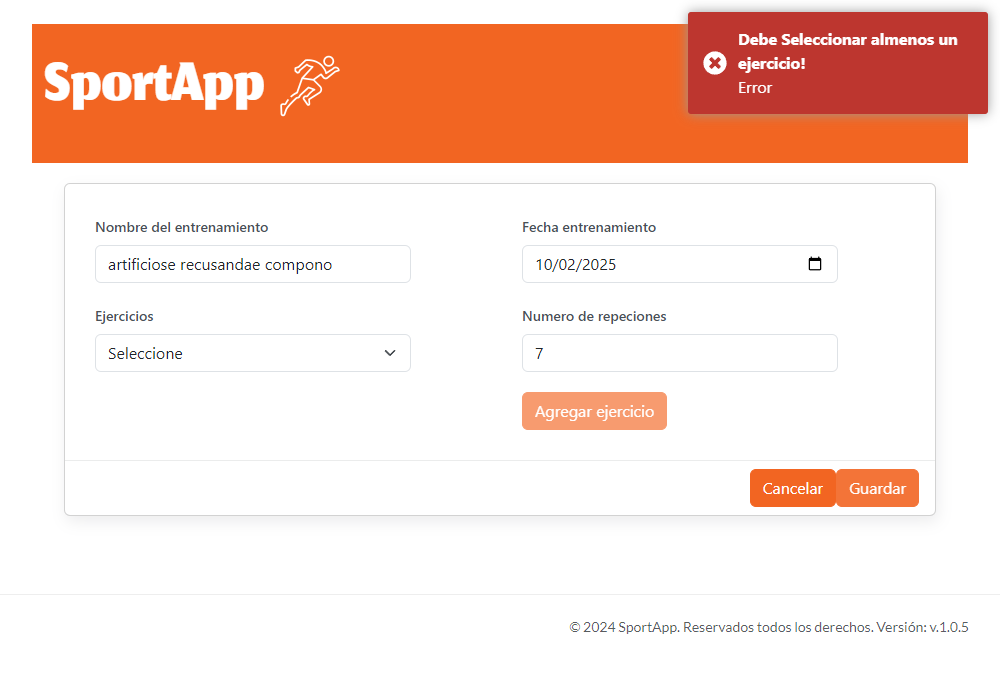 SportApp
Debe Seleccionar almenos un
ejercicio!
Error
Nombre del entrenamiento
Fecha entrenamiento
artificiose recusandae compono
10/02/2025
Ejercicios
Numero de repeciones
Seleccione
7
Agregar ejercicio
Cancelar
Guardar
© 2024 SportApp. Reservados todos los derechos. Versión: v.1.0.5